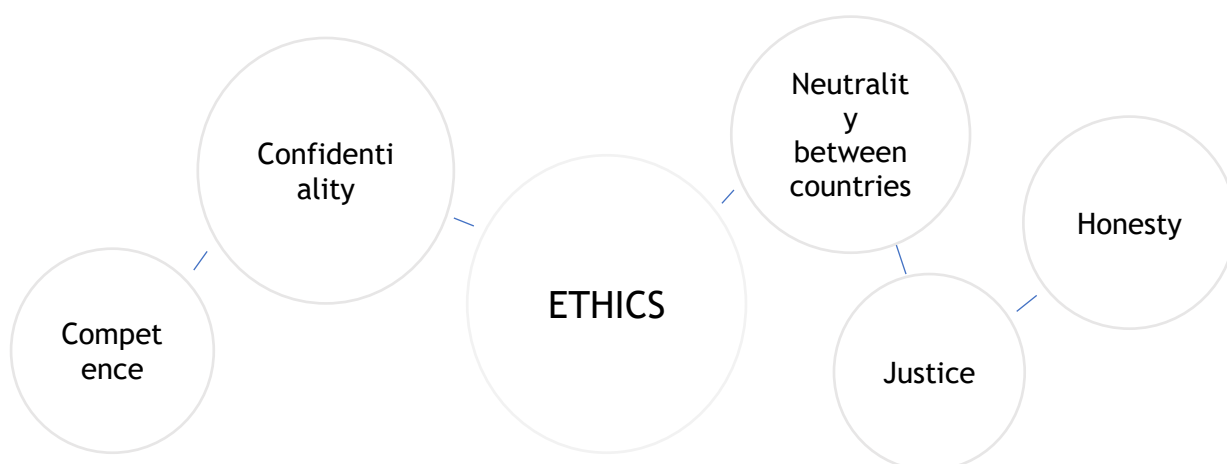 Compet
ence
Confidenti
ality
ETHICS
Neutralit
y
between
countries
Justice
Honesty